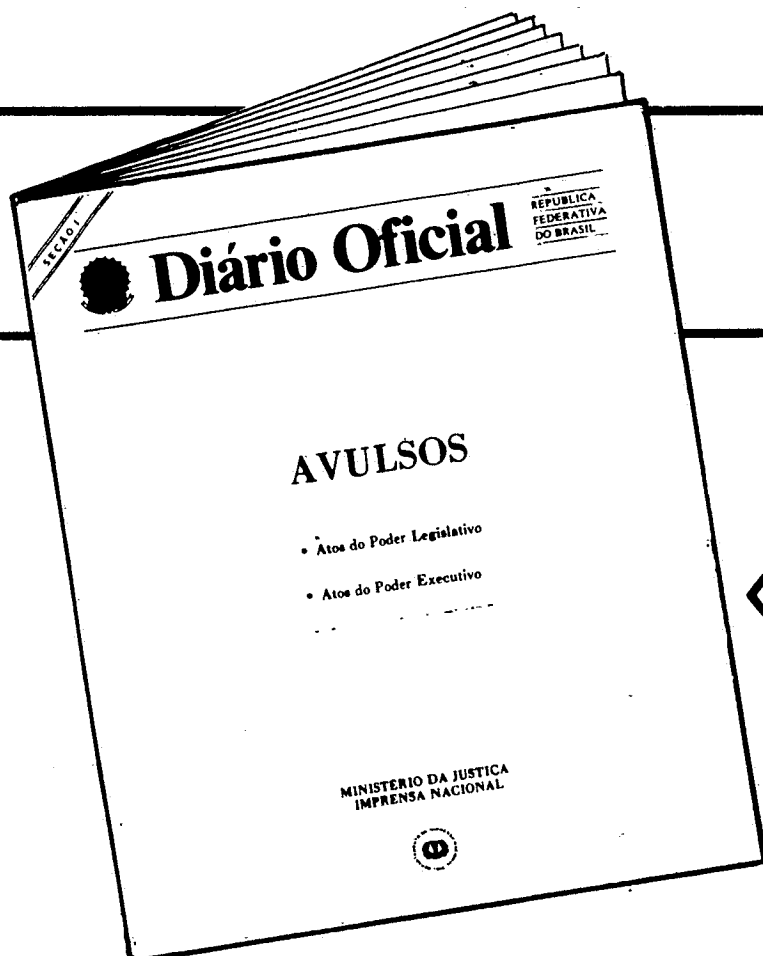 SEÇÃO I
Diário Oficial
REPÚBLICA
FEDERATIVA
DO BRASIL
AVULSOS
• Atos do Poder Legislativo
• Atos do Poder Executivo
MINISTÉRIO DA JUSTIÇA
IMPRENSA NACIONAL